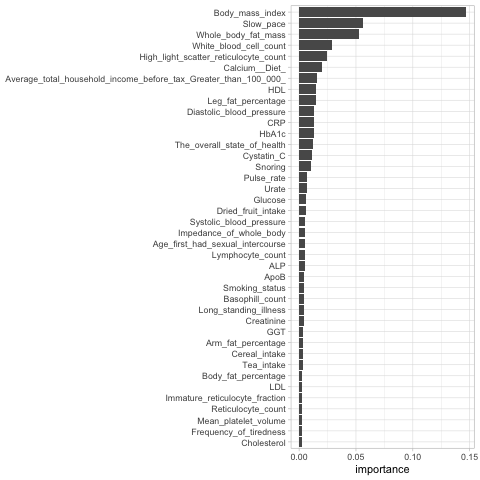 Body_mass_index
Slow_pace
Whole_body_fat_mass
White_blood_cell_count
High_light_scatter_reticulocyte_count
Calcium__Diet_
Average_total_household_income_before_tax_Greater_than_100_000_
HDL
Leg_fat_percentage
Diastolic_blood_pressure
CRP
HbA1c
The_overall_state_of_health
Cystatin_C
Snoring
Pulse_rate
Urate
Glucose
Dried_fruit_intake
Systolic_blood_pressure
Impedance_of_whole_body
Age_first_had_sexual_intercourse
Lymphocyte_count
ALP
ApoB
Smoking_status
Basophill_count
Long_standing_illness
Creatinine
GGT
Arm_fat_percentage
Cereal_intake
Tea_intake
Body_fat_percentage
LDL
Immature_reticulocyte_fraction
Reticulocyte_count
Mean_platelet_volume
Frequency_of_tiredness
Cholesterol
0.00 0.05 0.10 0.15
importance